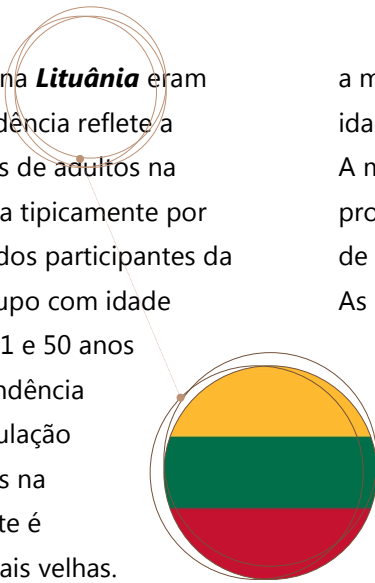 na Lituânia eram
dência reflete a
s de adultos na
a tipicamente por
dos participantes da
upo com idade
1 e 50 anos
ndência
ulação
s na
te é
ais velhas.
a m
ida
A m
pro
de
As